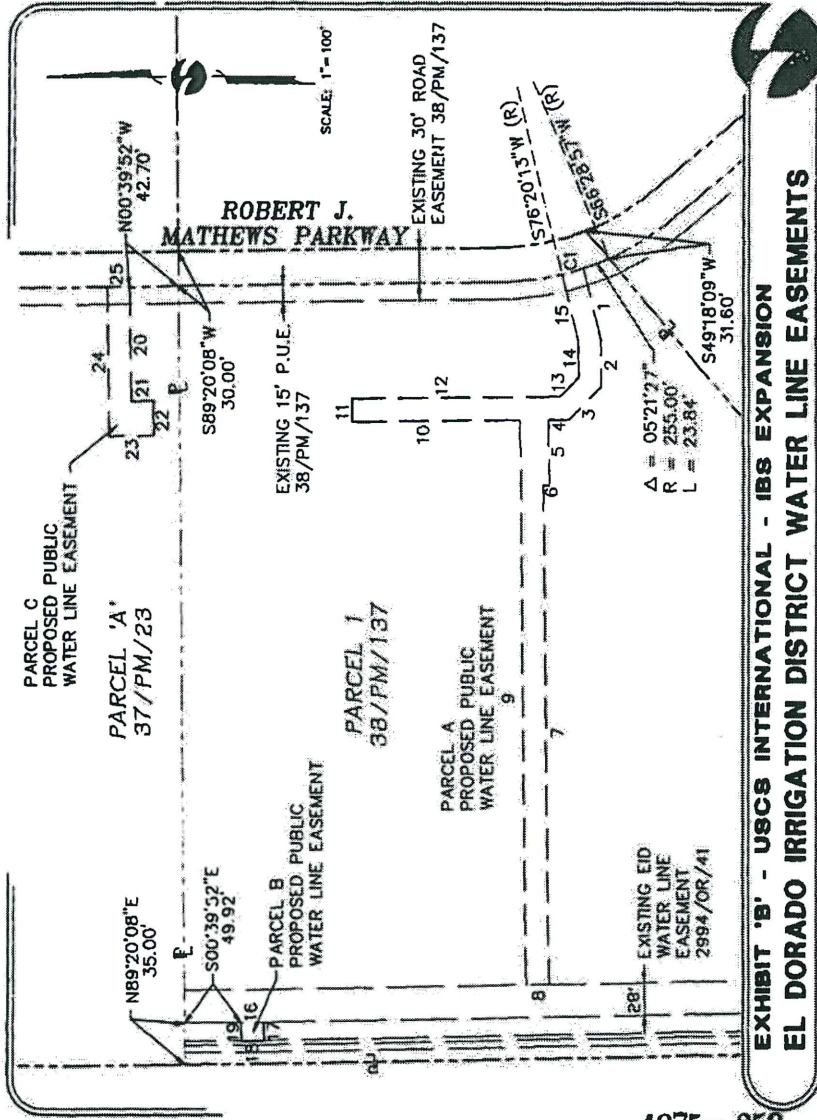 PARCEL C
PROPOSED PUBLIC
WATER LINE EASEMENT
N00°39'52"W
42.70'
SCALE: 1"=100'
ROBERT J.
MATHEWS PARKWAY
24
25
23
21
20
22
S89°20'08"W
30.00'
PARCEL 'A'
37/PM/23
N89°20'08"E
35.00'
S00°39'52"E
49.92'
PARCEL B
PROPOSED PUBLIC
WATER LINE EASEMENT
19
16
18
17
EXISTING 15' P.U.E.
38/PM/137
EXISTING 30' ROAD
EASEMENT 38/PM/137
PARCEL 1
38/PM/137
11
10
12
S76°20'13"W (R)
S66°28'57"W (R)
PARCEL A
PROPOSED PUBLIC
WATER LINE EASEMENT
9
13
14
15
C1
4
3
2
1
5
6
7
8
EXISTING EID
WATER LINE
EASEMENT
2994/OR/41
28'
Δ = 05°21'27"
R = 255.00'
L = 23.84'
S49°18'09"W
31.60'
EXHIBIT 'B' - USCS INTERNATIONAL - IBS EXPANSION
EL DORADO IRRIGATION DISTRICT WATER LINE EASEMENTS